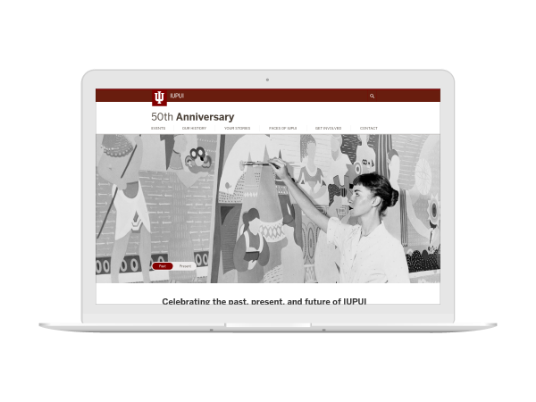 IUPUI
50th Anniversary
EVENTS OUR HISTORY YOUR STORIES FACES OF IUPUI GET INVOLVED CONTACT
Past Present
Celebrating the past, present, and future of IUPUI